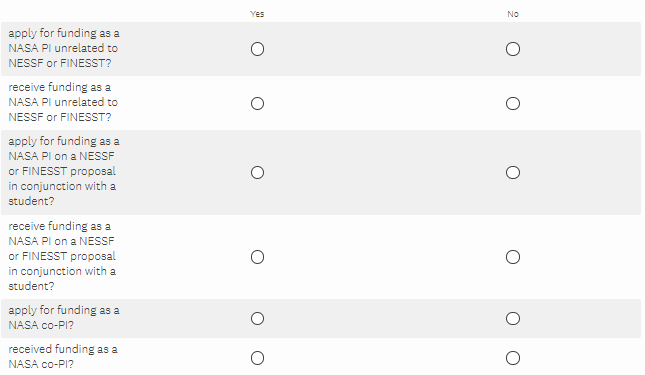 Yes No
apply for funding as a
NASA PI unrelated to
NESSF or FINESST?
receive funding as a
NASA PI unrelated to
NESSF or FINESST?
apply for funding as a
NASA PI on a NESSF
or FINESST proposal
in conjunction with a
student?
receive funding as a
NASA PI on a NESSF
or FINESST proposal
in conjunction with a
student?
apply for funding as a
NASA co-PI?
received funding as a
NASA co-PI?